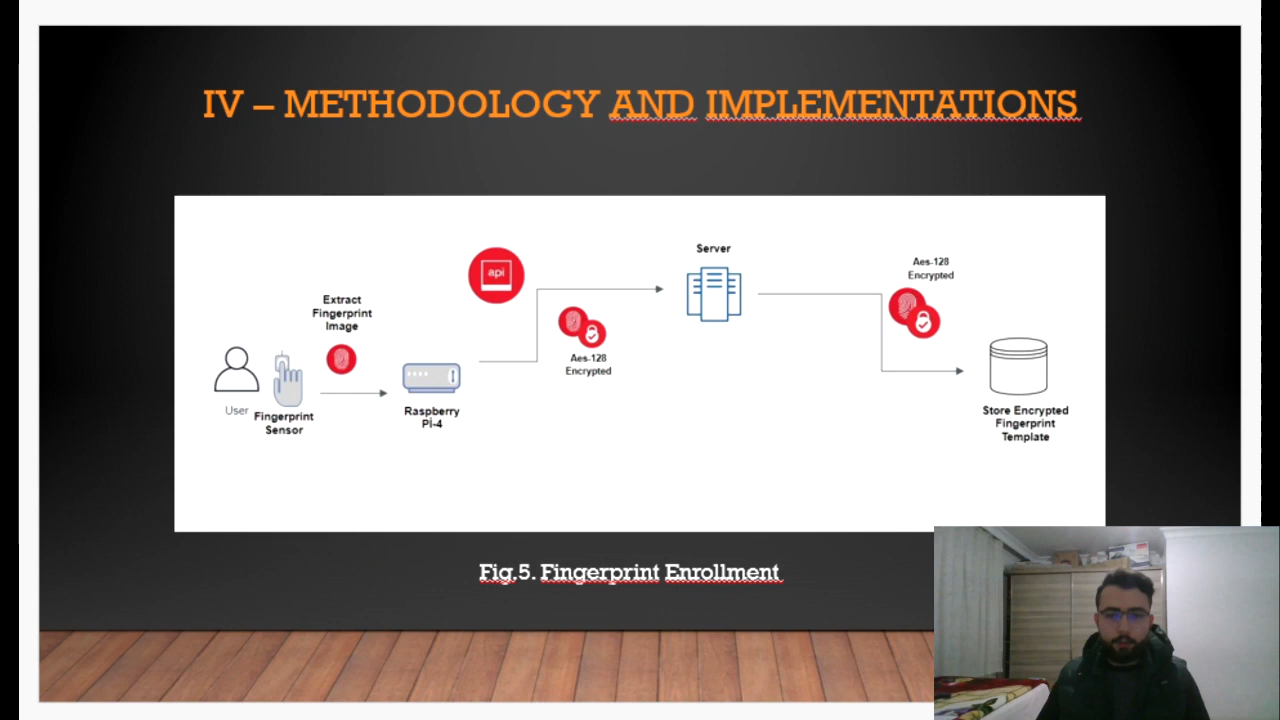 IV – METHODOLOGY AND IMPLEMENTATIONS
Server
api
Aes-128
Encrypted
Extract
Fingerprint
Image
Aes-128
Encrypted
User
Fingerprint
Sensor
Raspberry
Pi-4
Store Encrypted
Fingerprint
Template
Fig.5. Fingerprint Enrollment